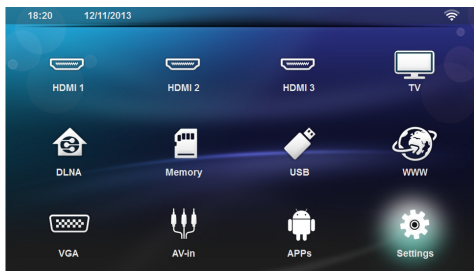 18:20 12/11/2013
HDMI 1 HDMI 2 HDMI 3 TV
DLNA Memory USB WWW
VGA AV-in APPs Settings